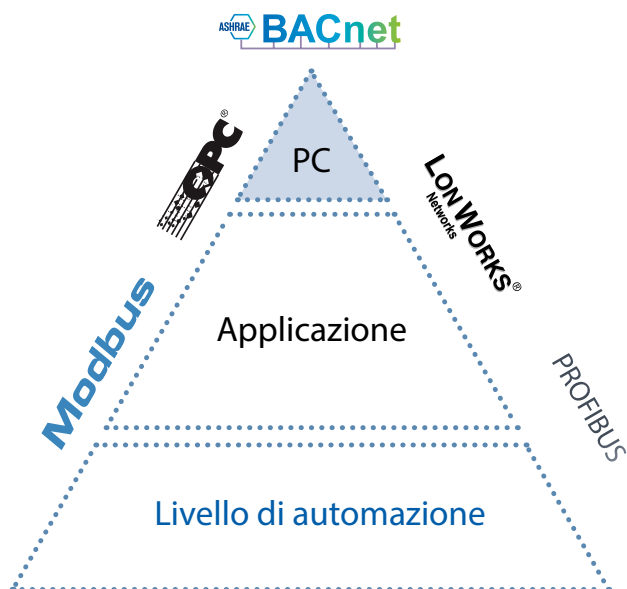 ASHRAE BACnet
OPC®
PC
LONWORKS®
Networks
Modbus
Applicazione
PROFIBUS
Livello di automazione